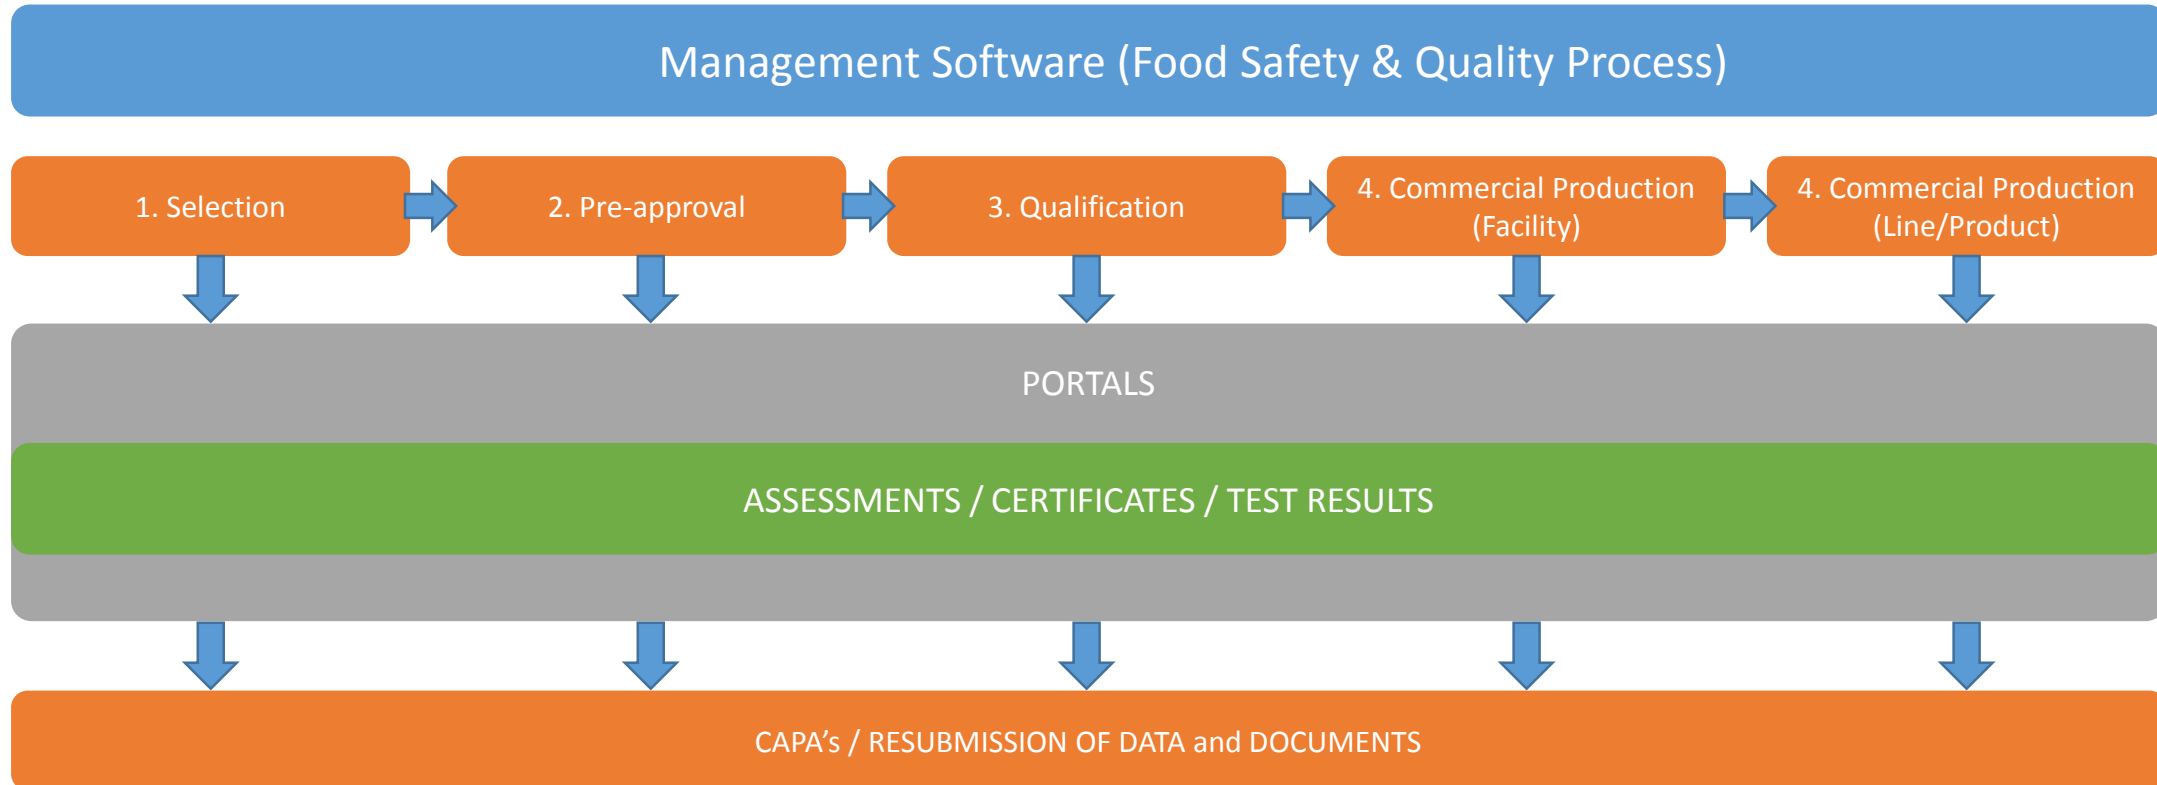 Management Software (Food Safety & Quality Process)
1. Selection
2. Pre-approval
3. Qualification
4. Commercial Production
(Facility)
4. Commercial Production
(Line/Product)
PORTALS
ASSESSMENTS / CERTIFICATES / TEST RESULTS
CAPA’s / RESUBMISSION OF DATA and DOCUMENTS